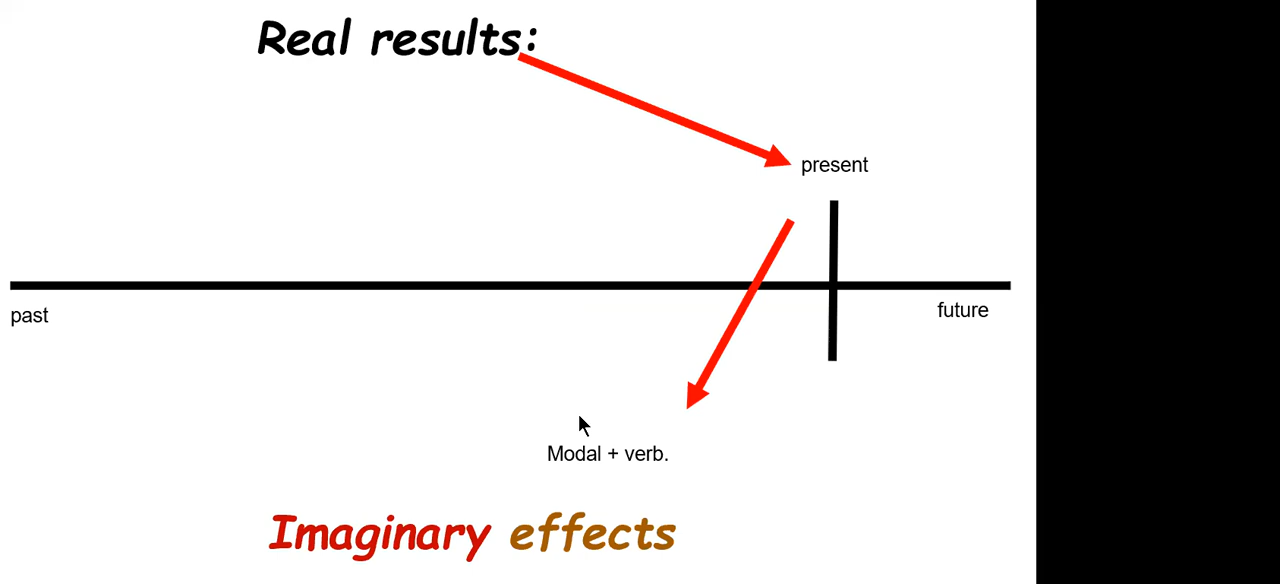 Real results:
present
past
future
Modal + verb.
Imaginary effects